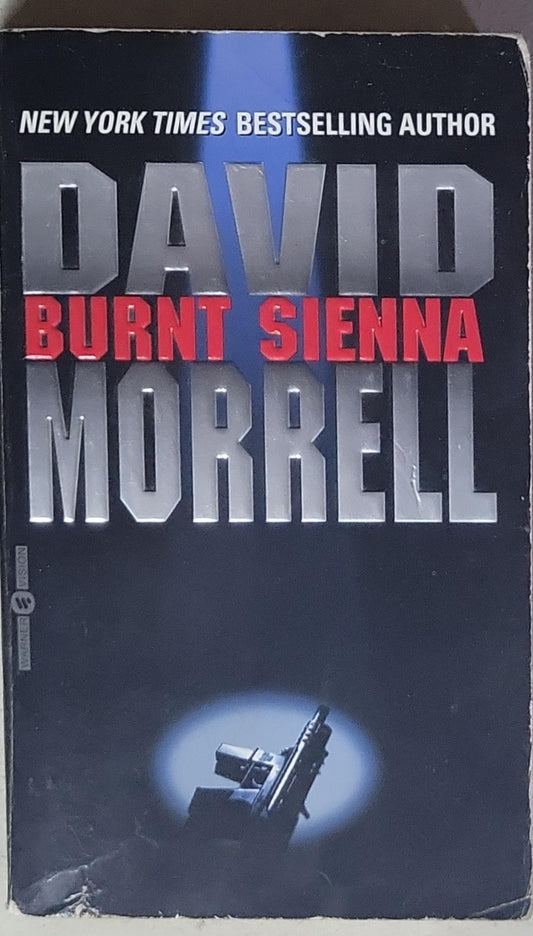 NEW YORK TIMES BESTSELLING AUTHOR
DAVID
BURNT SIENNA
MORRELL
WARNER VISION